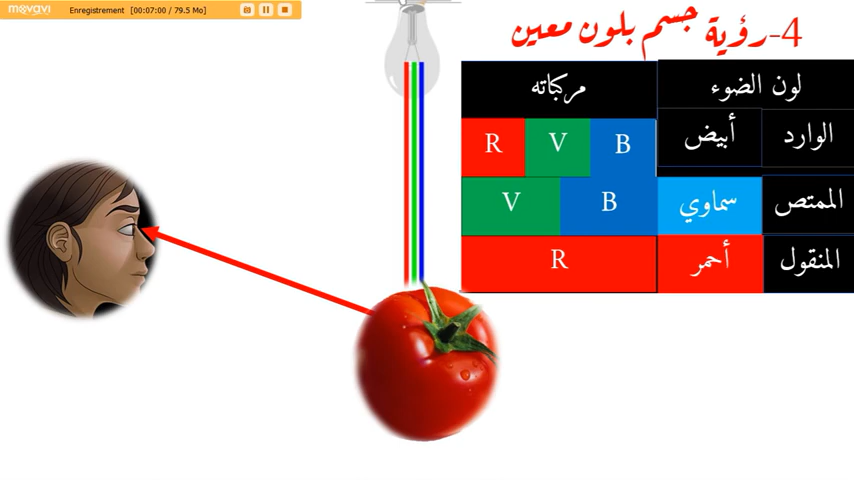 movavi
Enregistrement [00:07:00 / 79.5 Mo]
4-رؤية جسم بلون معين
لون الضوء مركباته
الوارد أبيض B V R
الممتص سماوي B V
المنقول أحمر R